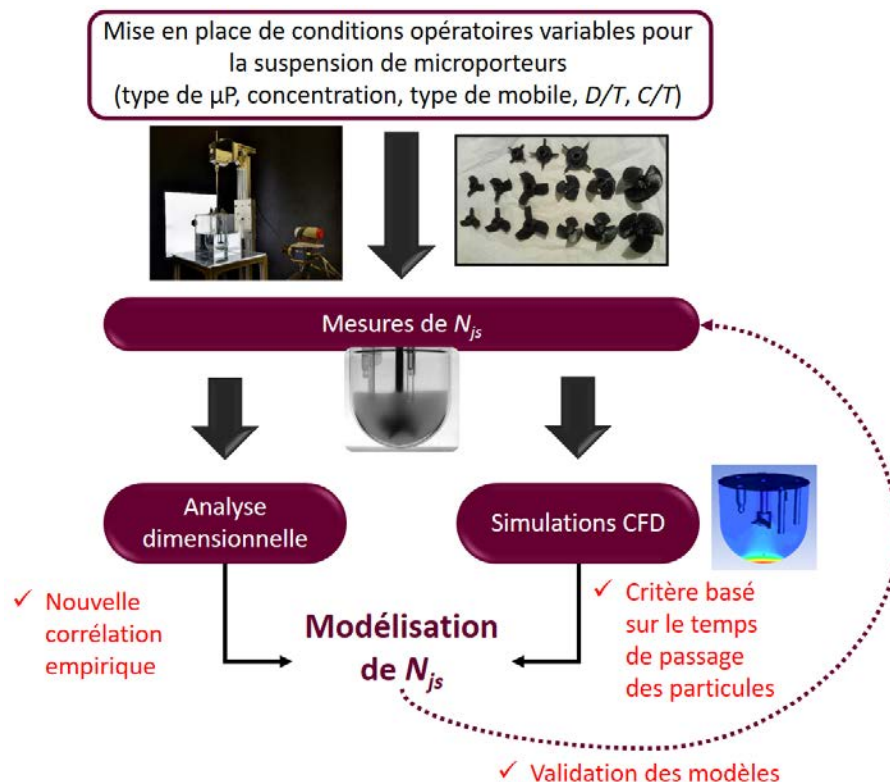 Mise en place de conditions opératoires variables pour
la suspension de microporteurs
(type de µP, concentration, type de mobile, D/T, C/T)
Mesures de Njs
Analyse
dimensionnelle
Simulations CFD
✓ Nouvelle
corrélation
empirique
Modélisation
de Njs
✓ Critère basé
sur le temps
de passage
des particules
✓ Validation des modèles